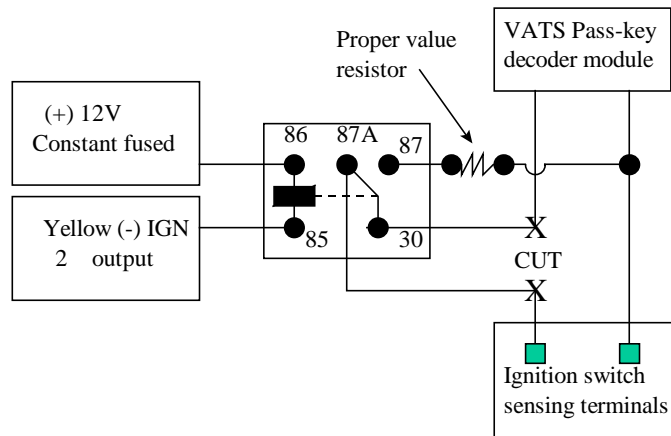 Proper value
resistor
VATS Pass-key
decoder module
(+) 12V
Constant fused
86
87A
87
Yellow (-) IGN
2 output
85
30
X
CUT
X
Ignition switch
sensing terminals